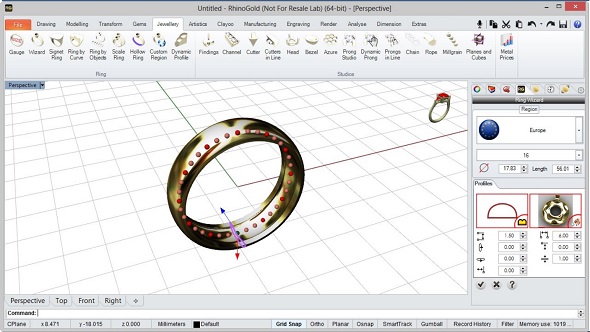 Untitled - RhinoGold (Not For Resale Lab) (64-bit) - [Perspective]
File Drawing Modelling Transform Gems Jewellery Artistics Clayoo Manufacturing Engraving Render Analyse Dimension Extras
Gauge Wizard Signet Ring Ring by Curve Ring by Objects Scale Ring Hollow Ring Custom Region Dynamic Profile Findings Channel Cutter Cutters in Line Head Bezel Azure Prong Studio Dynamic Prong Prongs in Line Chain Rope Millgrain Planes and Cubes Metal Prices
Ring Studios
Perspective
RG
Ring Wizard
Region
Europe
16
17.83 Length 56.01
Profiles
1.50 6.00
0.00 0.00
0.00 1.00
0.00
Perspective Top Front Right
Command:
CPlane x 8.471 y -18.015 z 0.000 Millimeters Default Grid Snap Ortho Planar Osnap SmartTrack Gumball Record History Filter Memory use: 1019 ...